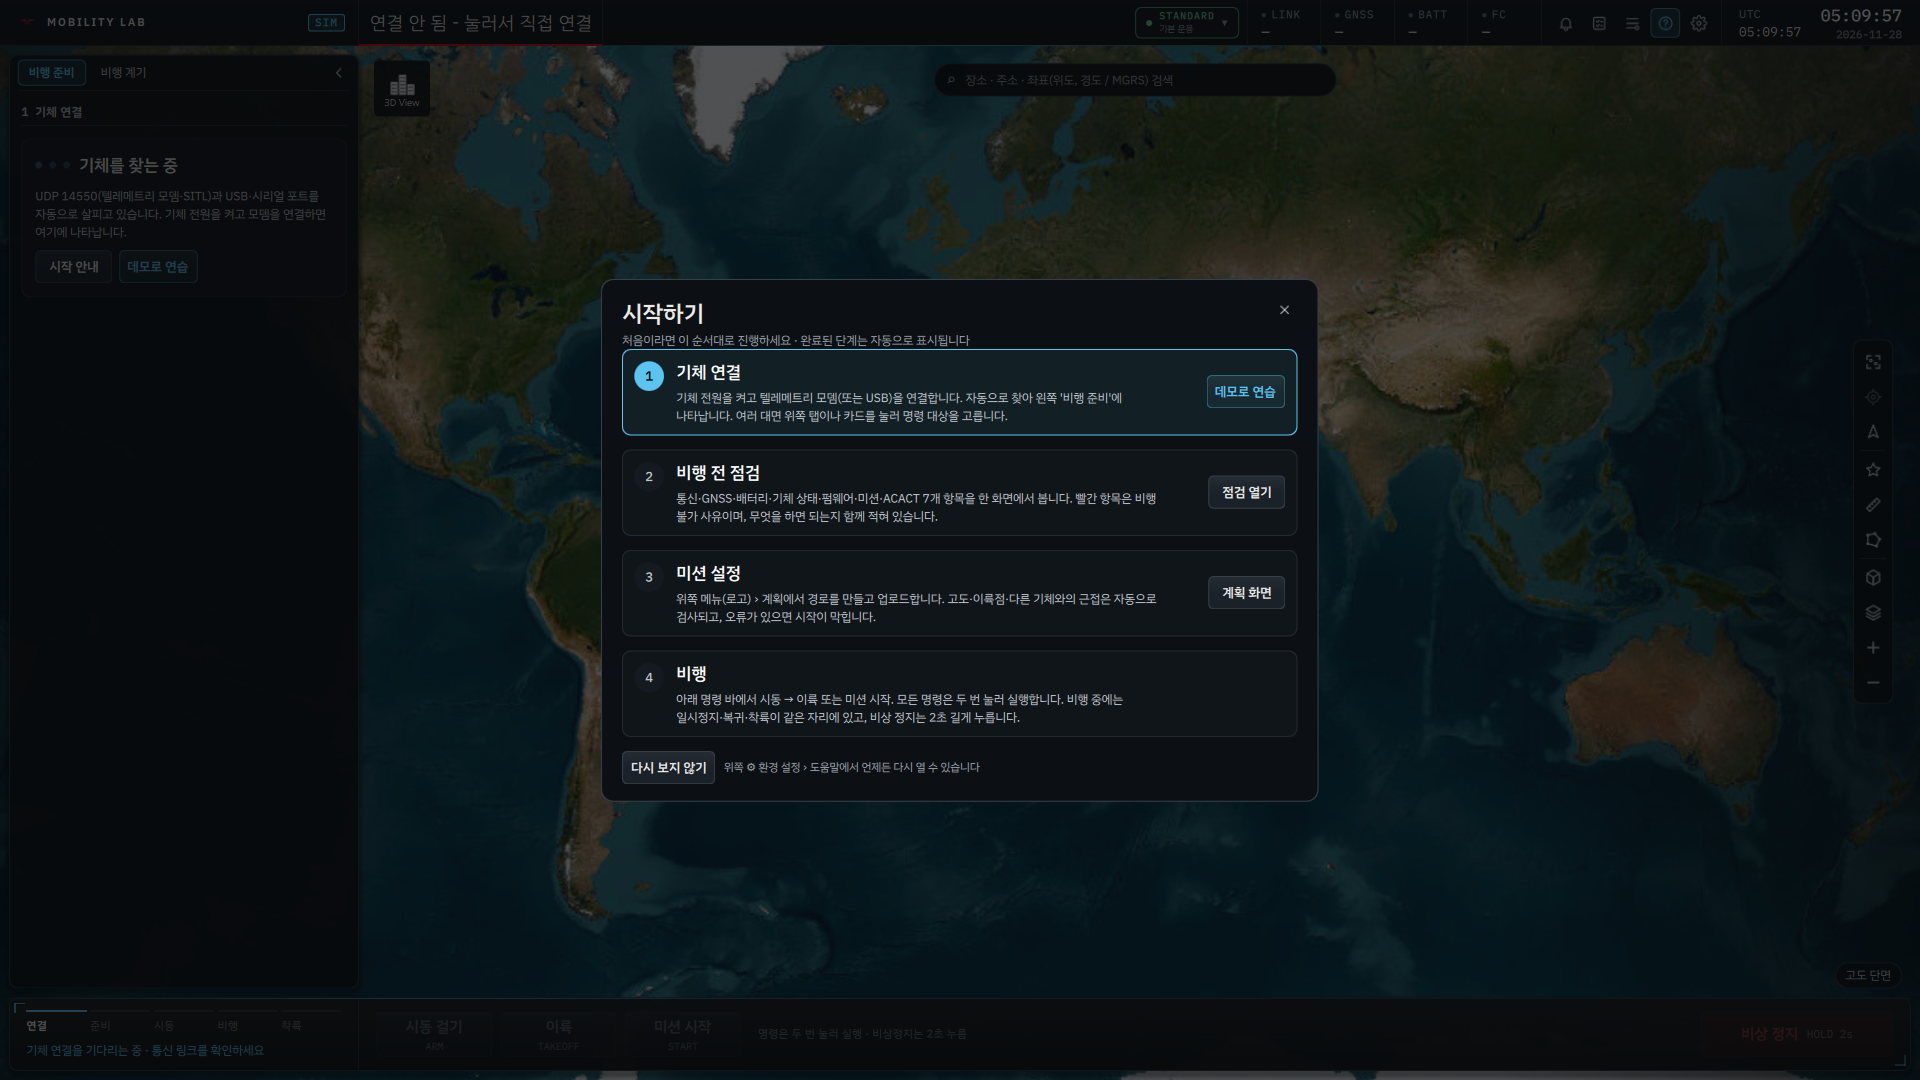 MOBILITY LAB
SIM
연결 안 됨 - 눌러서 직접 연결
STANDARD
기본 운용
▼
LINK
—
GNSS
—
BATT
—
FC
—
UTC
05:09:57
05:09:57
2026-11-28
비행 준비
비행 계기
1 기체 연결
기체를 찾는 중
UDP 14550(텔레메트리 모뎀·SITL)과 USB·시리얼 포트를
자동으로 살피고 있습니다. 기체 전원을 켜고 모뎀을 연결하면
여기에 나타납니다.
시작 안내
데모로 연습
3D View
장소 · 주소 · 좌표(위도, 경도 / MGRS) 검색
시작하기
처음이라면 이 순서대로 진행하세요 · 완료된 단계는 자동으로 표시됩니다
1
기체 연결
기체 전원을 켜고 텔레메트리 모뎀(또는 USB)을 연결합니다. 자동으로 찾아 왼쪽 '비행 준비'에
나타납니다. 여러 대면 위쪽 탭이나 카드를 눌러 명령 대상을 고릅니다.
데모로 연습
2
비행 전 점검
통신·GNSS·배터리·기체 상태·펌웨어·미션·ACACT 7개 항목을 한 화면에서 봅니다. 빨간 항목은 비행
불가 사유이며, 무엇을 하면 되는지 함께 적혀 있습니다.
점검 열기
3
미션 설정
위쪽 메뉴(로고) › 계획에서 경로를 만들고 업로드합니다. 고도·이륙점·다른 기체와의 근접은 자동으로
검사되고, 오류가 있으면 시작이 막힙니다.
계획 화면
4
비행
아래 명령 바에서 시동 → 이륙 또는 미션 시작. 모든 명령은 두 번 눌러 실행합니다. 비행 중에는
일시정지·복귀·착륙이 같은 자리에 있고, 비상 정지는 2초 길게 누릅니다.
다시 보지 않기
위쪽 ⚙ 환경 설정 › 도움말에서 언제든 다시 열 수 있습니다
고도 단면
연결
준비
시동
비행
착륙
기체 연결을 기다리는 중 · 통신 링크를 확인하세요
시동 걸기
ARM
이륙
TAKEOFF
미션 시작
START
명령은 두 번 눌러 실행 · 비상정지는 2초 누름
비상 정지 HOLD 2s